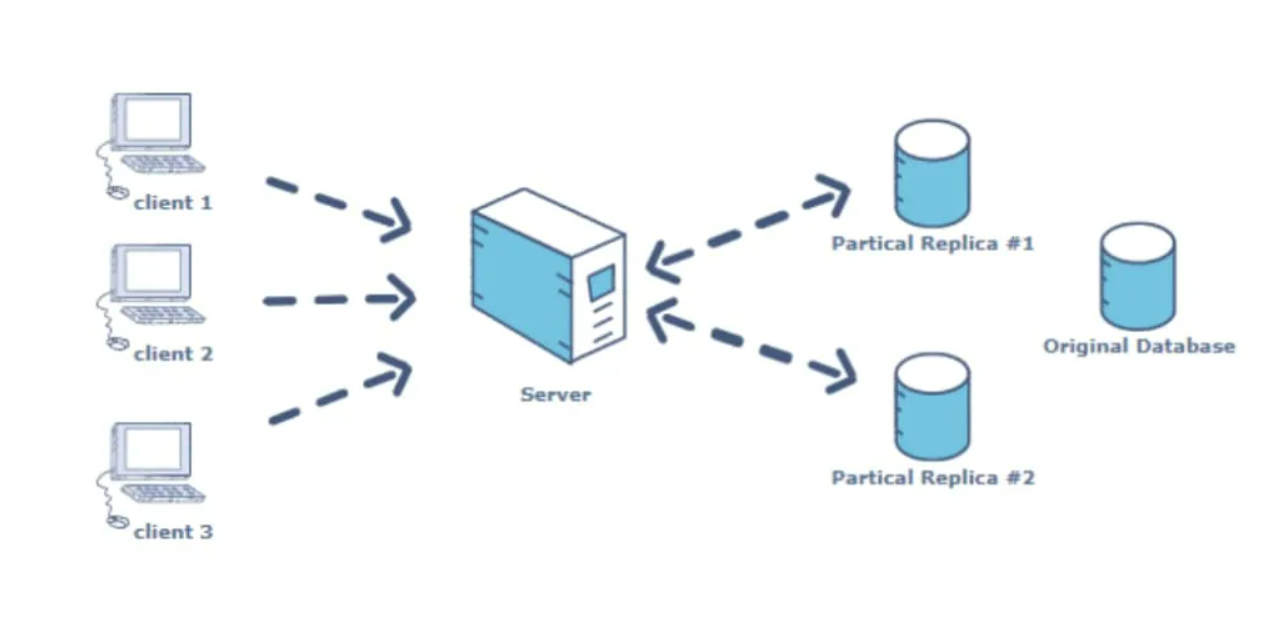 client 1
client 2
client 3
Server
Partical Replica #1
Original Database
Partical Replica #2